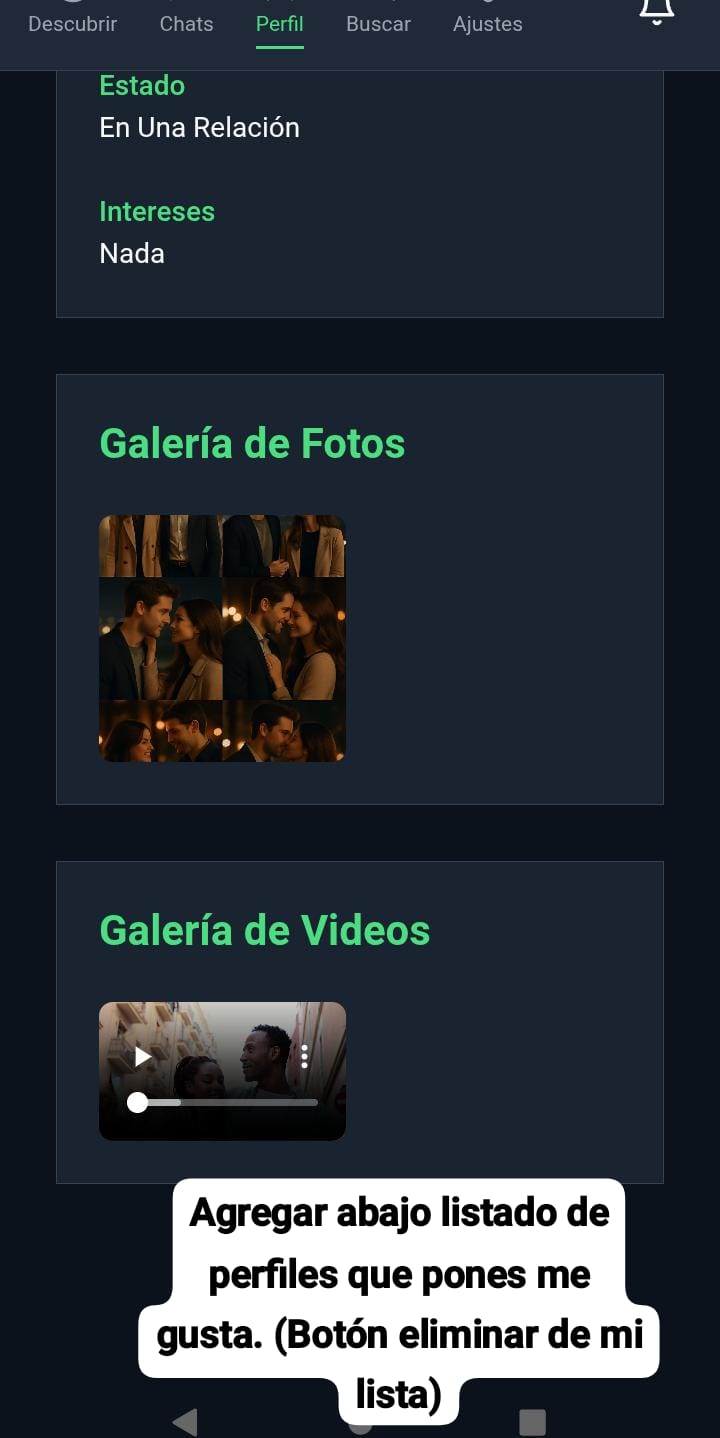 Descubrir Chats Perfil Buscar Ajustes
Estado
En Una Relación
Intereses
Nada
Galería de Fotos
Galería de Videos
Agregar abajo listado de
perfiles que pones me
gusta. (Botón eliminar de mi
lista)